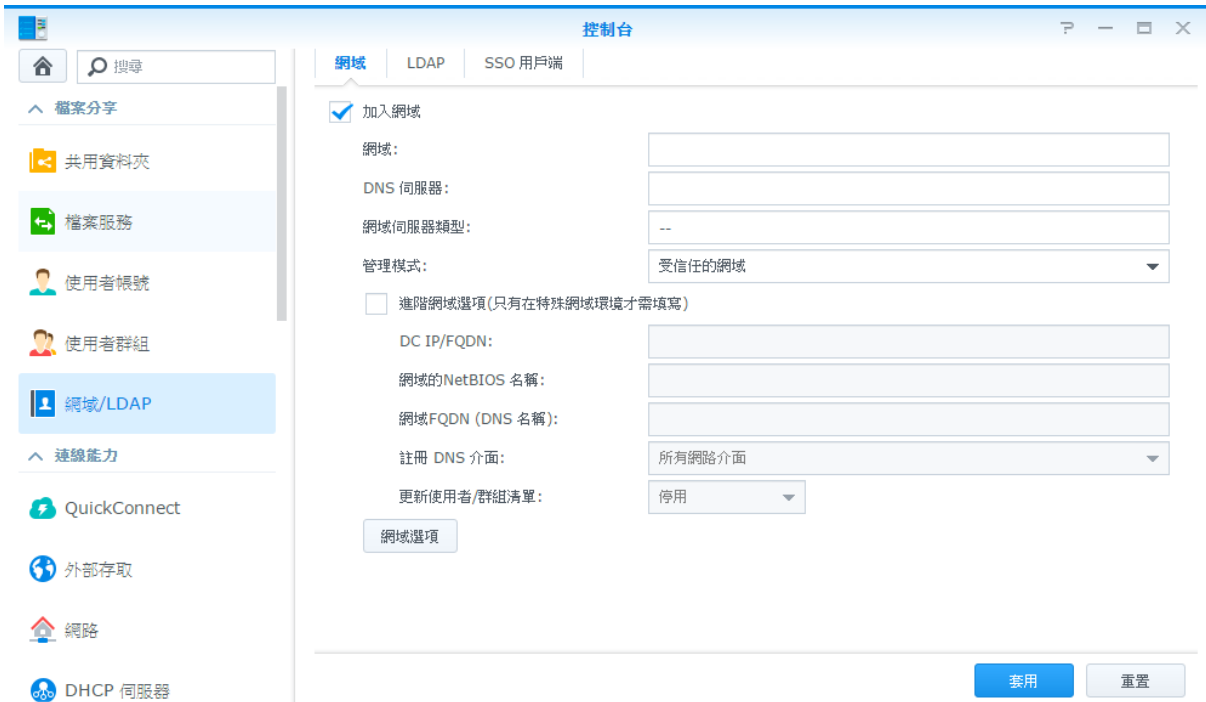 控制台
搜尋
檔案分享
共用資料夾
檔案服務
使用者帳號
使用者群組
網域/LDAP
連線能力
QuickConnect
外部存取
網路
DHCP 伺服器
網域 LDAP SSO 用戶端
加入網域
網域:
DNS 伺服器:
網域伺服器類型: --
管理模式: 受信任的網域
進階網域選項(只有在特殊網域環境才需填寫)
DC IP/FQDN:
網域的NetBIOS 名稱:
網域FQDN (DNS 名稱):
註冊 DNS 介面: 所有網路介面
更新使用者/群組清單: 停用
網域選項
套用 重置